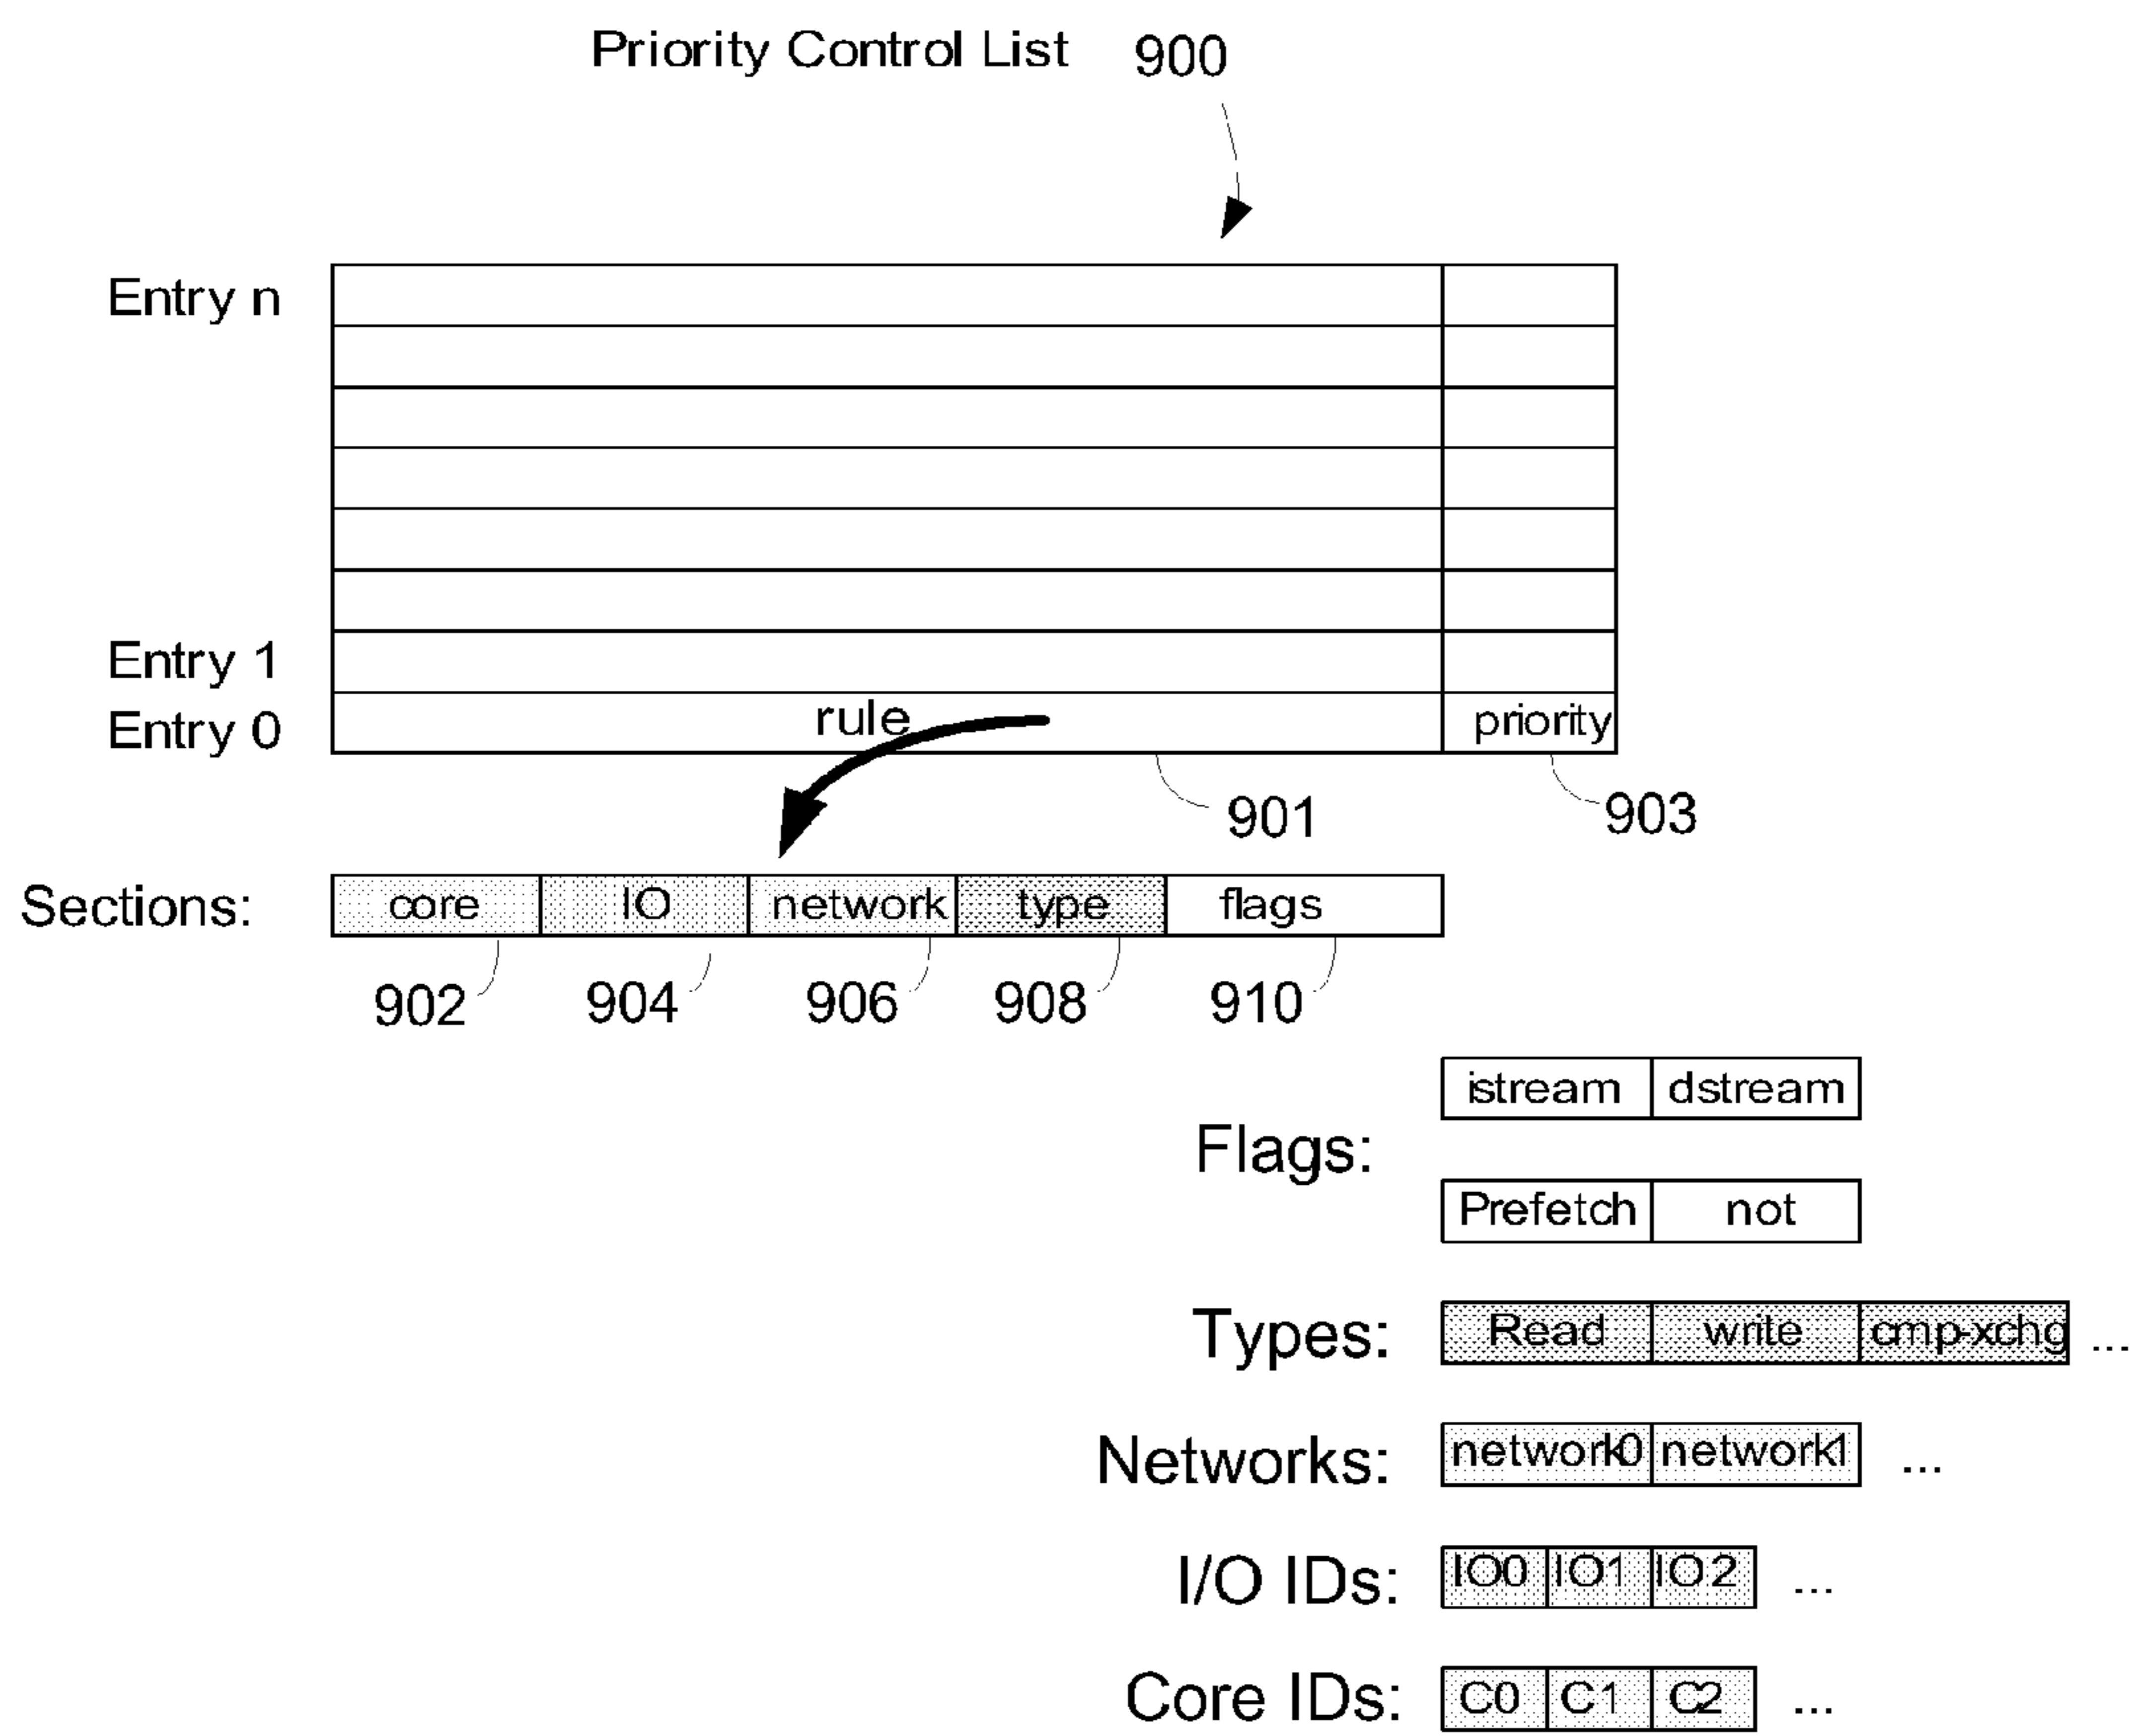 Priority Control List 900
Entry n
Entry 1
Entry 0 rule priority
901 903
Sections: core IO network type flags
902 904 906 908 910
istream dstream
Flags:
Prefetch not
Types: Read write cmp-xchg ...
Networks: network0 network1 ...
I/O IDs: IO0 IO1 IO2 ...
Core IDs: C0 C1 C2 ...